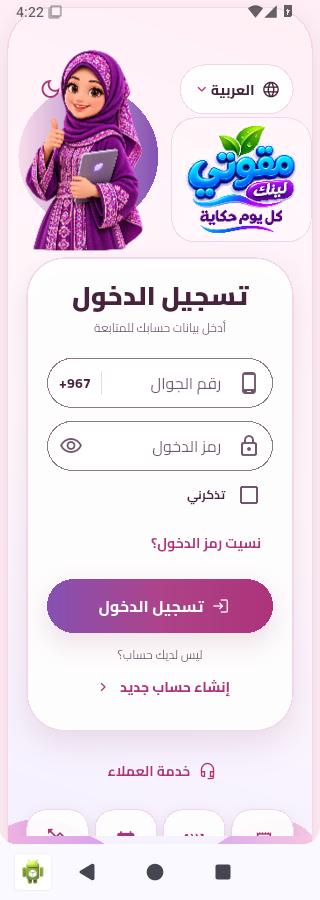 4:22
العربية
مقوتي
لينك
كل يوم حكاية
تسجيل الدخول
أدخل بيانات حسابك للمتابعة
رقم الجوال
+967
رمز الدخول
تذكرني
نسيت رمز الدخول؟
تسجيل الدخول
ليس لديك حساب؟
إنشاء حساب جديد
خدمة العملاء